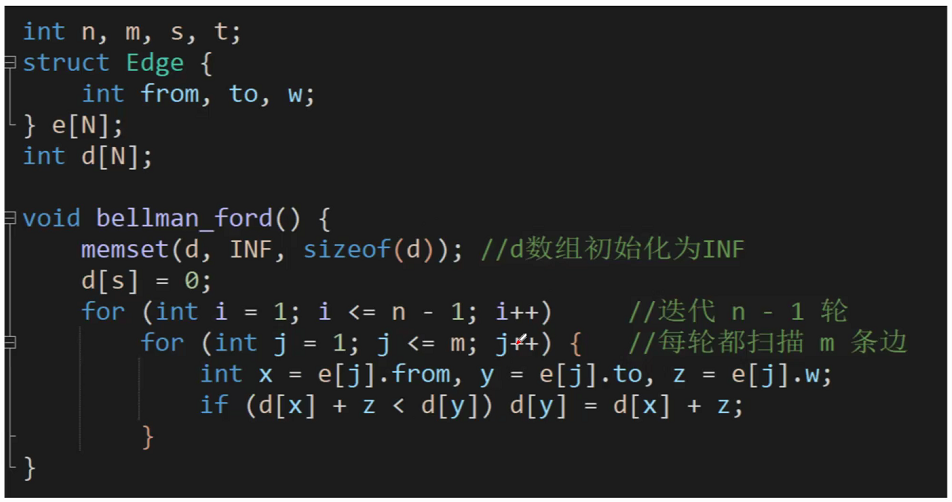 int n, m, s, t;
struct Edge {
    int from, to, w;
} e[N];
int d[N];
void bellman_ford() {
    memset(d, INF, sizeof(d)); //d数组初始化为INF
    d[s] = 0;
    for (int i = 1; i <= n - 1; i++)     //迭代 n - 1 轮
        for (int j = 1; j <= m; j++) {   //每轮都扫描 m 条边
            int x = e[j].from, y = e[j].to, z = e[j].w;
            if (d[x] + z < d[y]) d[y] = d[x] + z;
        }
}